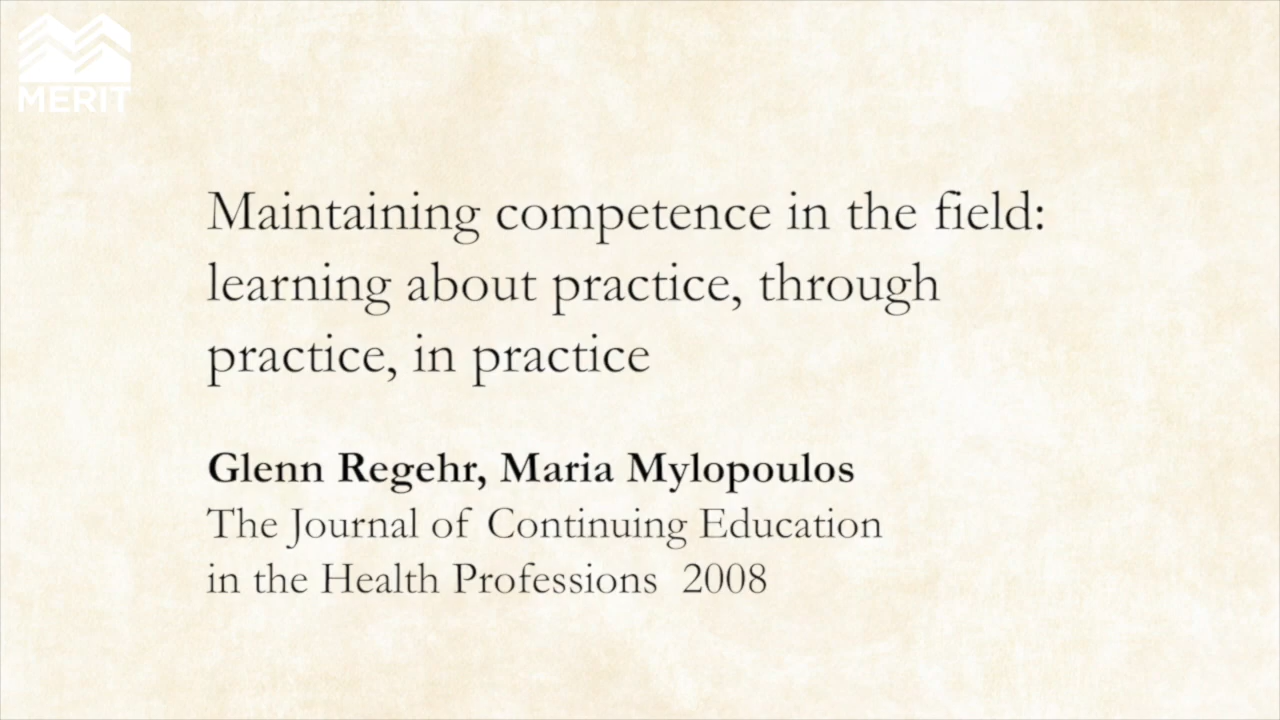 MERIT
Maintaining competence in the field:
learning about practice, through
practice, in practice
Glenn Regehr, Maria Mylopoulos
The Journal of Continuing Education
in the Health Professions 2008